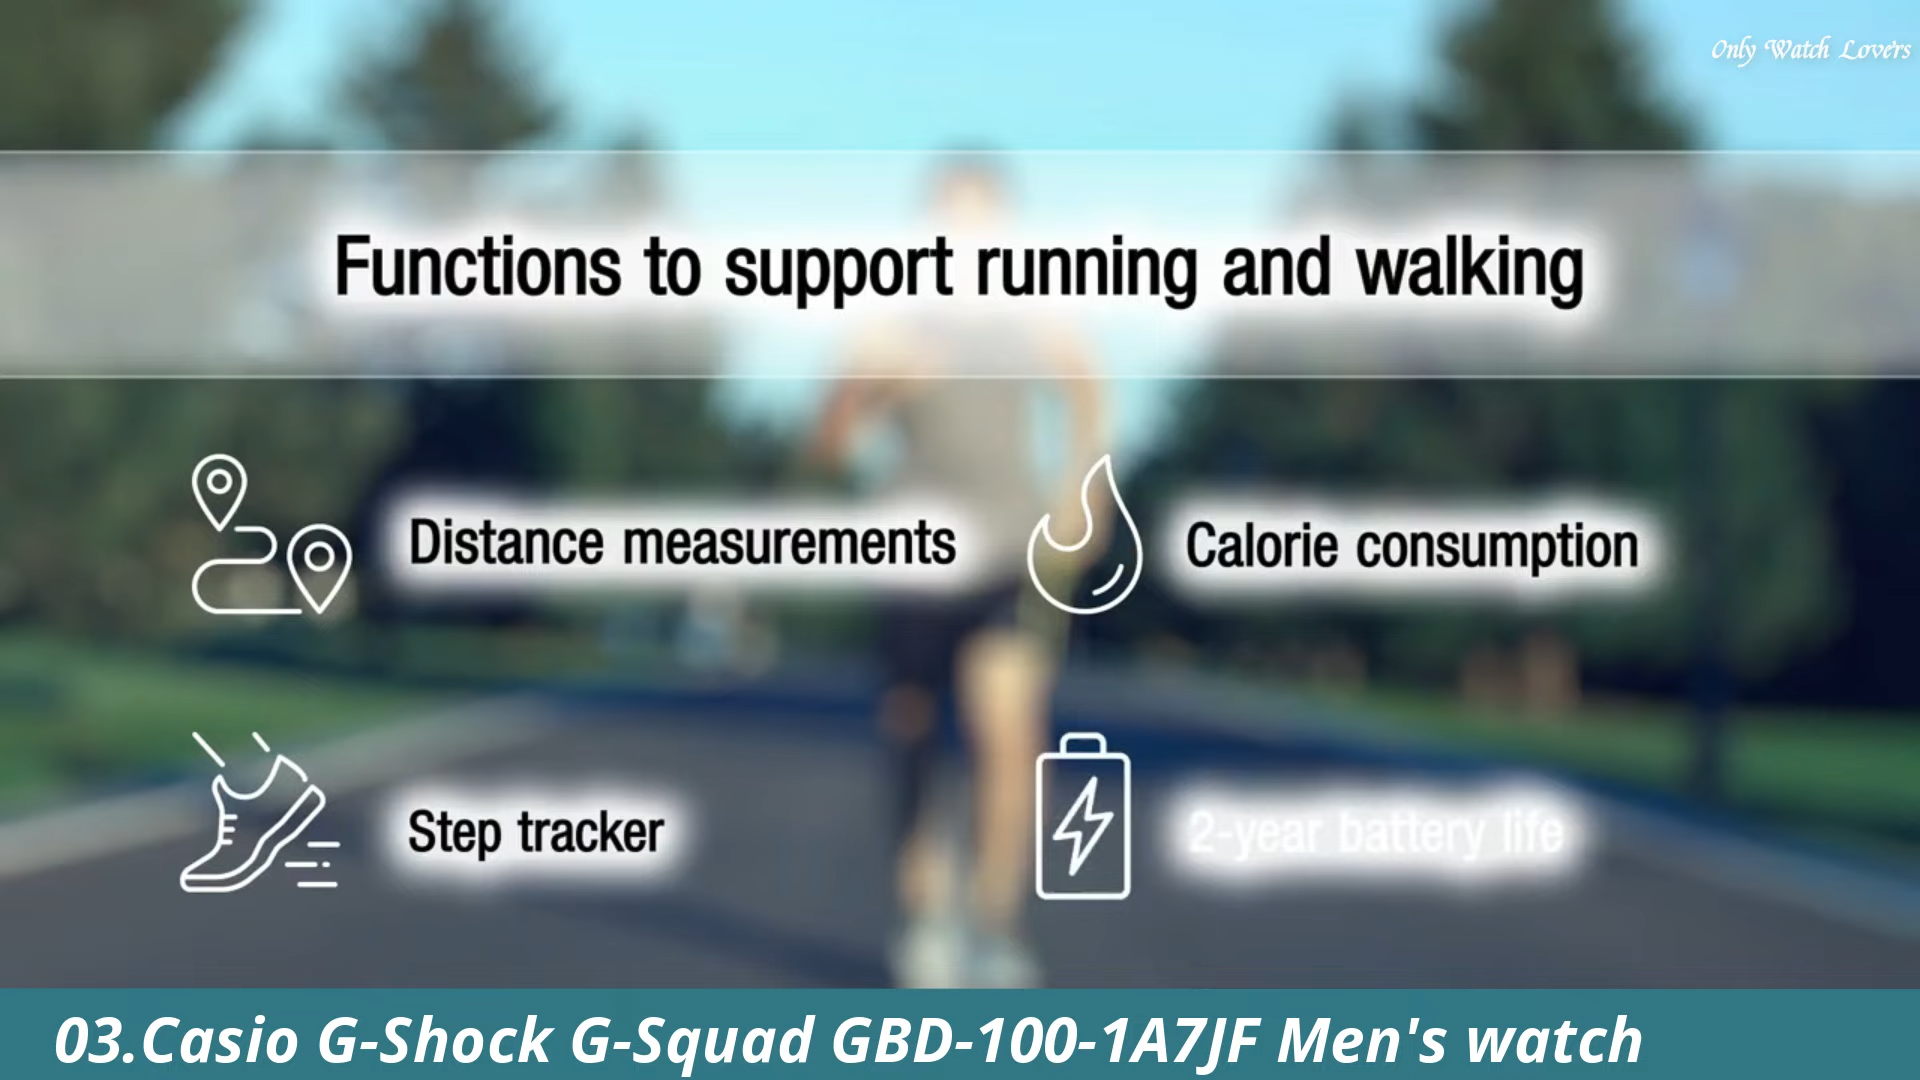 Only Watch Lovers
Functions to support running and walking
Distance measurements
Calorie consumption
Step tracker
2-year battery life
03.Casio G-Shock G-Squad GBD-100-1A7JF Men's watch